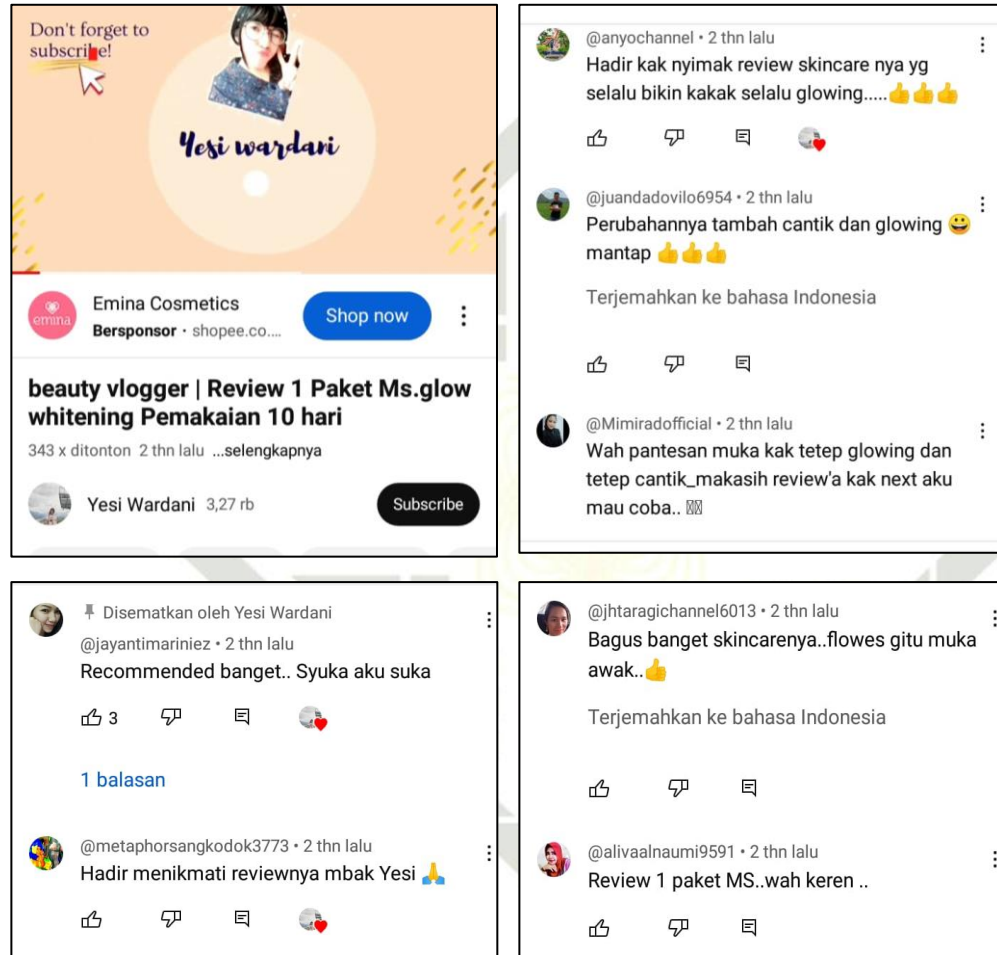 Don't forget to
subscribe!
Yesi wardani
emina
Emina Cosmetics
Bersponsor · shopee.co....
Shop now
beauty vlogger | Review 1 Paket Ms.glow
whitening Pemakaian 10 hari
343 x ditonton 2 thn lalu ...selengkapnya
Yesi Wardani 3,27 rb
Subscribe
@anyochannel • 2 thn lalu
Hadir kak nyimak review skincare nya yg
selalu bikin kakak selalu glowing.....👍👍👍
@juandadovilo6954 • 2 thn lalu
Perubahannya tambah cantik dan glowing 😀
mantap 👍👍👍
Terjemahkan ke bahasa Indonesia
@Mimiradofficial • 2 thn lalu
Wah pantesan muka kak tetep glowing dan
tetep cantik_makasih review'a kak next aku
mau coba..
Disematkan oleh Yesi Wardani
@jayantimariniez • 2 thn lalu
Recommended banget.. Syuka aku suka
3
1 balasan
@metaphorsangkodok3773 • 2 thn lalu
Hadir menikmati reviewnya mbak Yesi 🙏
@jhtaragichannel6013 • 2 thn lalu
Bagus banget skincarenya..flowes gitu muka
awak..👍
Terjemahkan ke bahasa Indonesia
@alivaalnaumi9591 • 2 thn lalu
Review 1 paket MS..wah keren ..